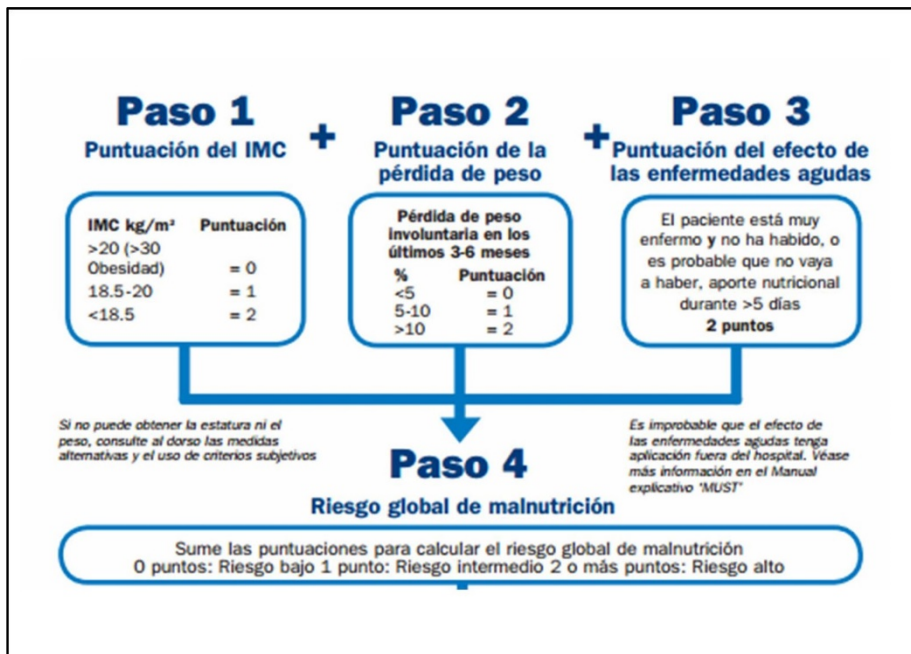 Paso 1
Puntuación del IMC
IMC kg/m² Puntuación
>20 (>30
Obesidad) = 0
18.5-20 = 1
<18.5 = 2
+
Paso 2
Puntuación de la
pérdida de peso
Pérdida de peso
involuntaria en los
últimos 3-6 meses
% Puntuación
<5 = 0
5-10 = 1
>10 = 2
+
Paso 3
Puntuación del efecto de
las enfermedades agudas
El paciente está muy
enfermo y no ha habido, o
es probable que no vaya
a haber, aporte nutricional
durante >5 días
2 puntos
Si no puede obtener la estatura ni el
peso, consulte al dorso las medidas
alternativas y el uso de criterios subjetivos
Es improbable que el efecto de
las enfermedades agudas tenga
aplicación fuera del hospital. Véase
más información en el Manual
explicativo 'MUST'
Paso 4
Riesgo global de malnutrición
Sume las puntuaciones para calcular el riesgo global de malnutrición
0 puntos: Riesgo bajo 1 punto: Riesgo intermedio 2 o más puntos: Riesgo alto